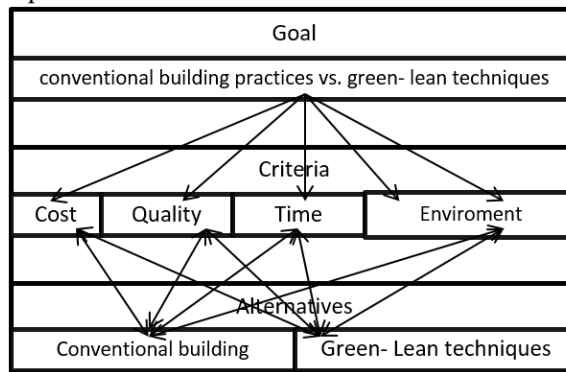 Goal
conventional building practices vs. green- lean techniques
Criteria
Cost Quality Time Enviroment
Alternatives
Conventional building Green- Lean techniques